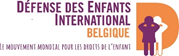 DÉFENSE DES ENFANTS
INTERNATIONAL
BELGIQUE
LE MOUVEMENT MONDIAL POUR LES DROITS DE L'ENFANT